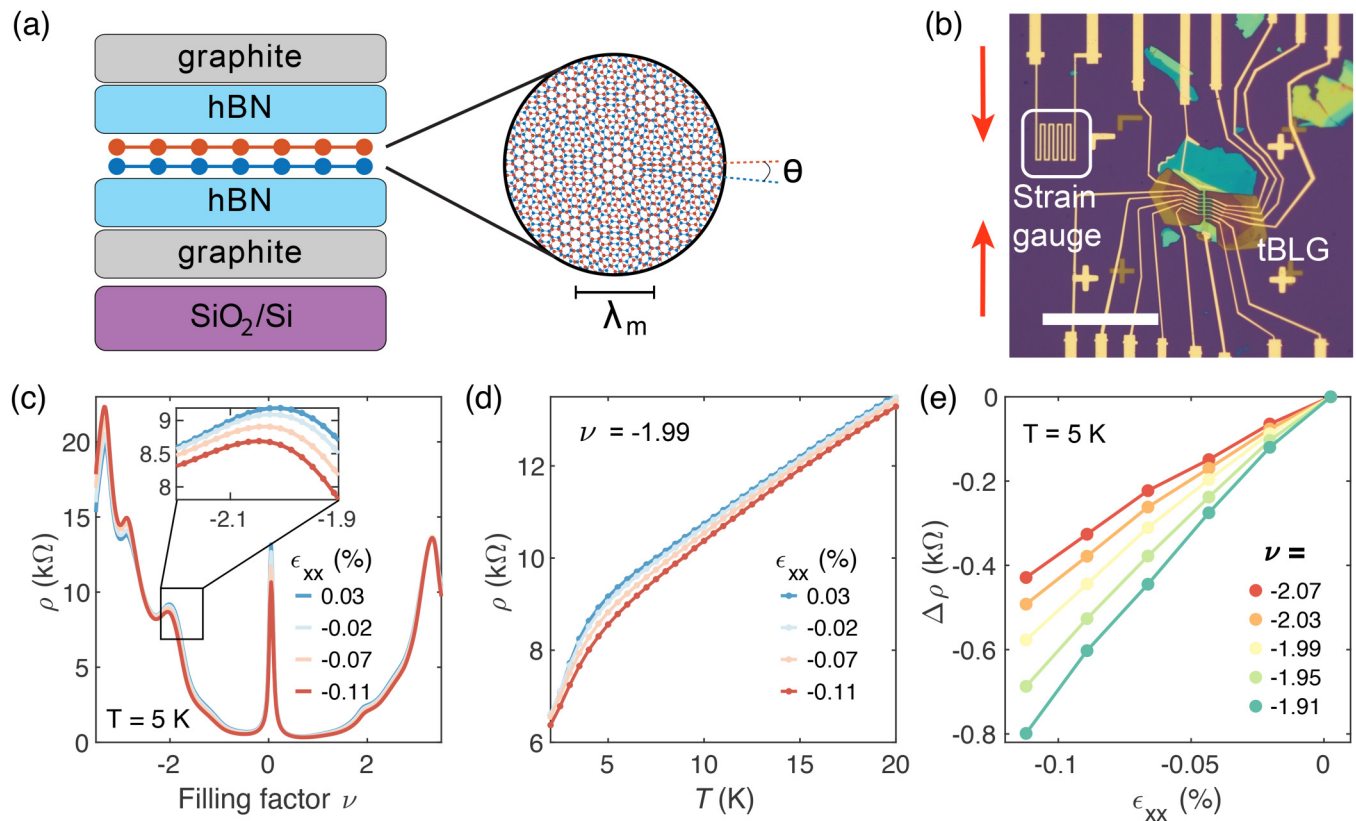 (a)
graphite
hBN
hBN
graphite
SiO2/Si
θ
λm
(b)
Strain
gauge
tBLG
(c)
ρ (kΩ)
20
15
10
5
0
9
8.5
8
-2.1
-1.9
ϵxx (%)
0.03
-0.02
-0.07
-0.11
T = 5 K
-2
0
2
Filling factor ν
(d)
ν = -1.99
ρ (kΩ)
12
10
8
6
ϵxx (%)
0.03
-0.02
-0.07
-0.11
5
10
15
20
T (K)
(e)
T = 5 K
Δρ (kΩ)
0
-0.2
-0.4
-0.6
-0.8
ν =
-2.07
-2.03
-1.99
-1.95
-1.91
-0.1
-0.05
0
ϵxx (%)